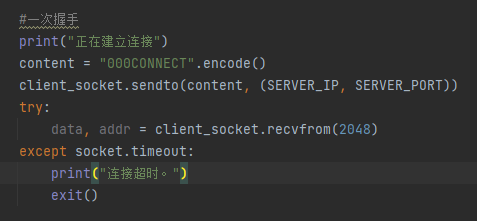 #一次握手
print("正在建立连接")
content = "000CONNECT".encode()
client_socket.sendto(content, (SERVER_IP, SERVER_PORT))
try:
    data, addr = client_socket.recvfrom(2048)
except socket.timeout:
    print("连接超时。")
    exit()